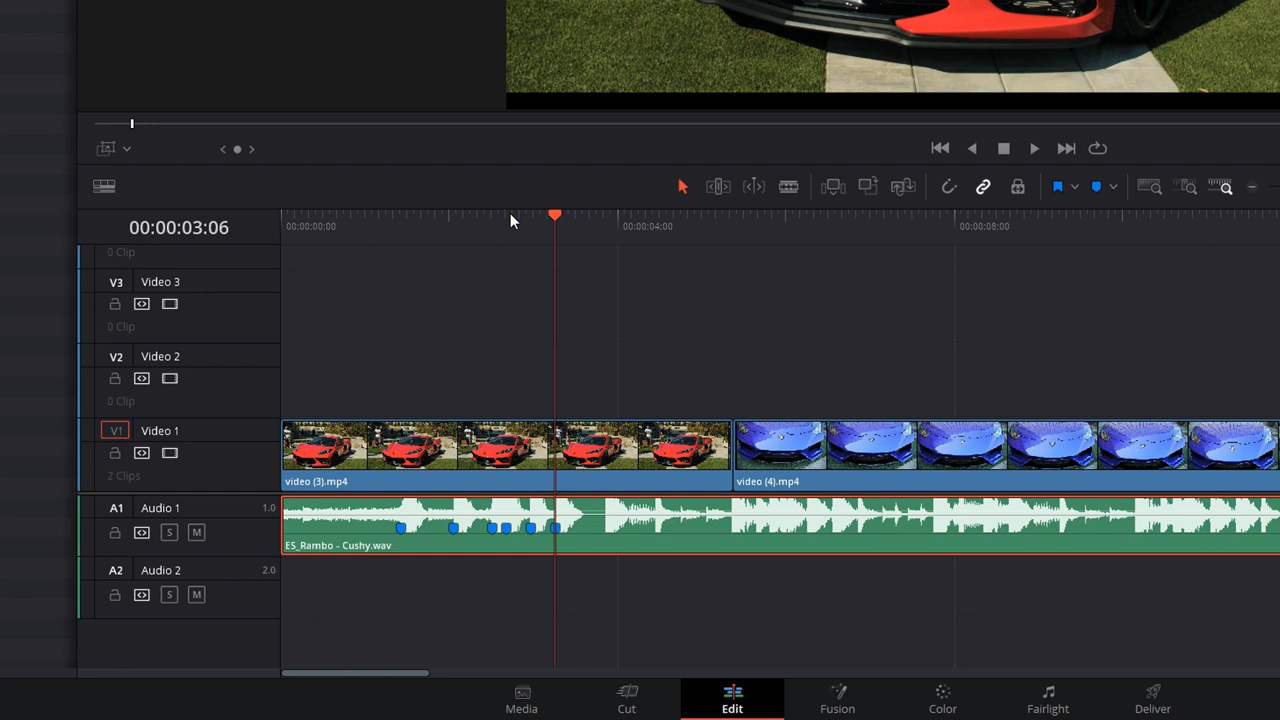 00:00:03:06
00:00:00:00
00:00:04:00
00:00:08:00
0 Clip
V3 Video 3
0 Clip
V2 Video 2
0 Clip
V1 Video 1
2 Clips
video (3).mp4
video (4).mp4
A1 Audio 1 1.0
S M
ES_Rambo - Cushy.wav
A2 Audio 2 2.0
S M
Media
Cut
Edit
Fusion
Color
Fairlight
Deliver